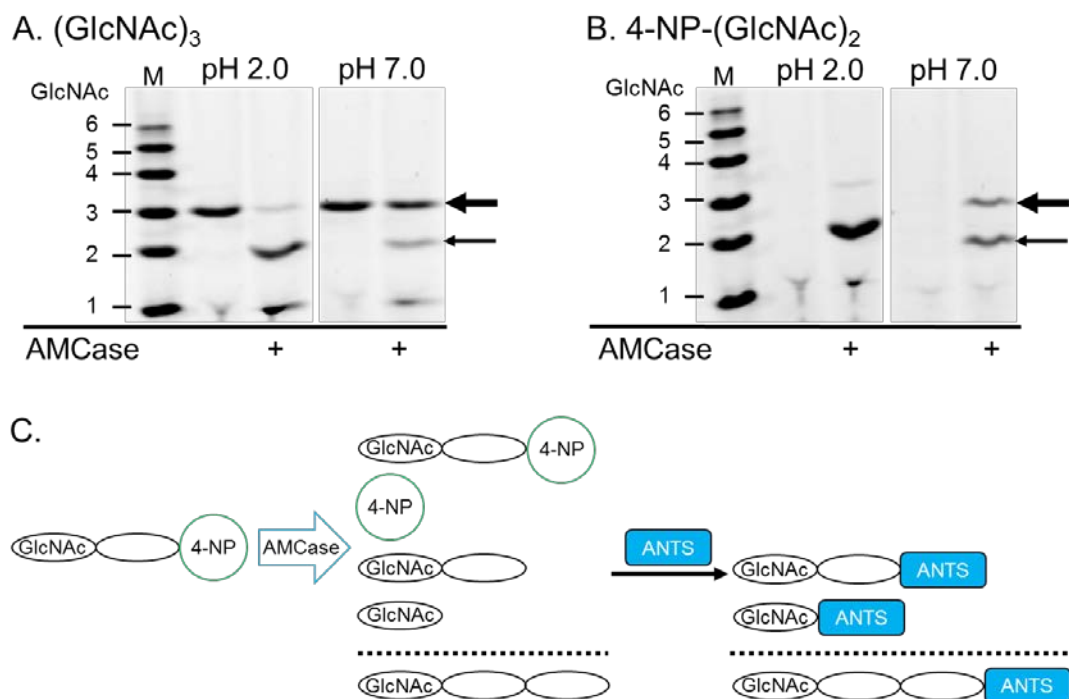 A. (GlcNAc)3
M pH 2.0 pH 7.0
GlcNAc
6
5
4
3
2
1
AMCase + +
B. 4-NP-(GlcNAc)2
M pH 2.0 pH 7.0
GlcNAc
6
5
4
3
2
1
AMCase + +
C.
GlcNAc 4-NP
AMCase
GlcNAc 4-NP
4-NP
GlcNAc
GlcNAc
GlcNAc
ANTS
GlcNAc ANTS
GlcNAc ANTS
GlcNAc ANTS